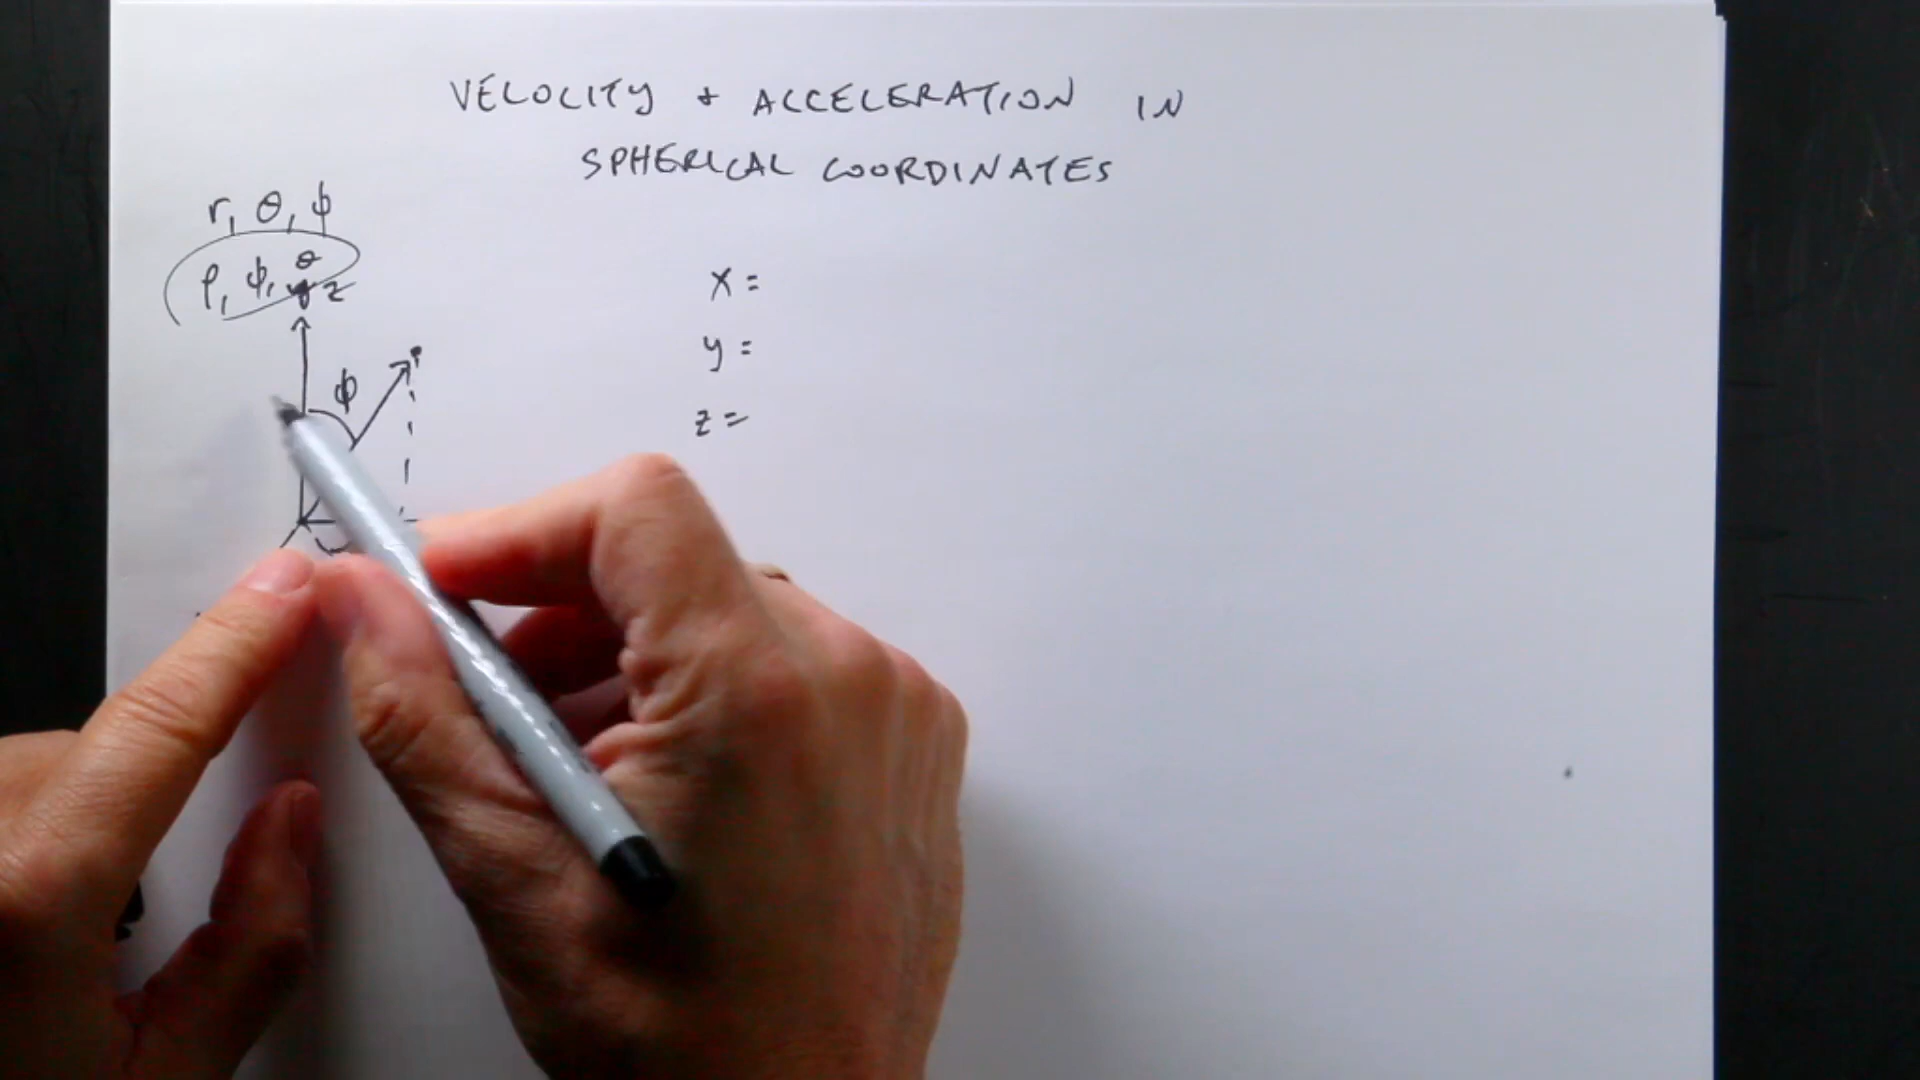 VELOCITY + ACCELERATION IN
SPHERICAL COORDINATES
r, θ, ϕ
θ
ρ, ϕ, z
x =
y =
z =
ϕ